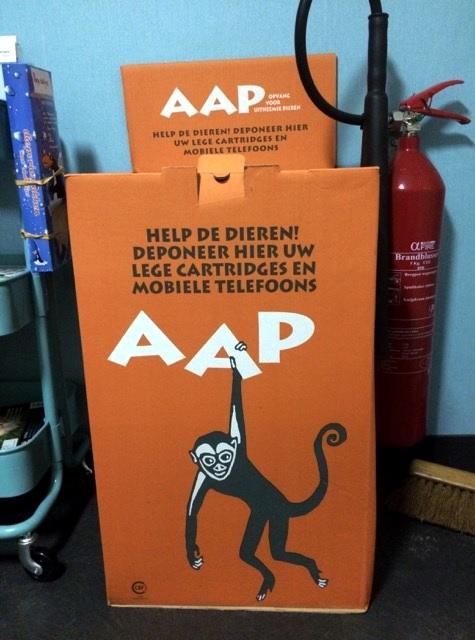 AAP OPVANG
VOOR
UITHEEMSE DIEREN
HELP DE DIEREN! DEPONEER HIER
UW LEGE CARTRIDGES EN
MOBIELE TELEFOONS
HELP DE DIEREN!
DEPONEER HIER UW
LEGE CARTRIDGES EN
MOBIELE TELEFOONS
AAP
CBF
Brandblusser